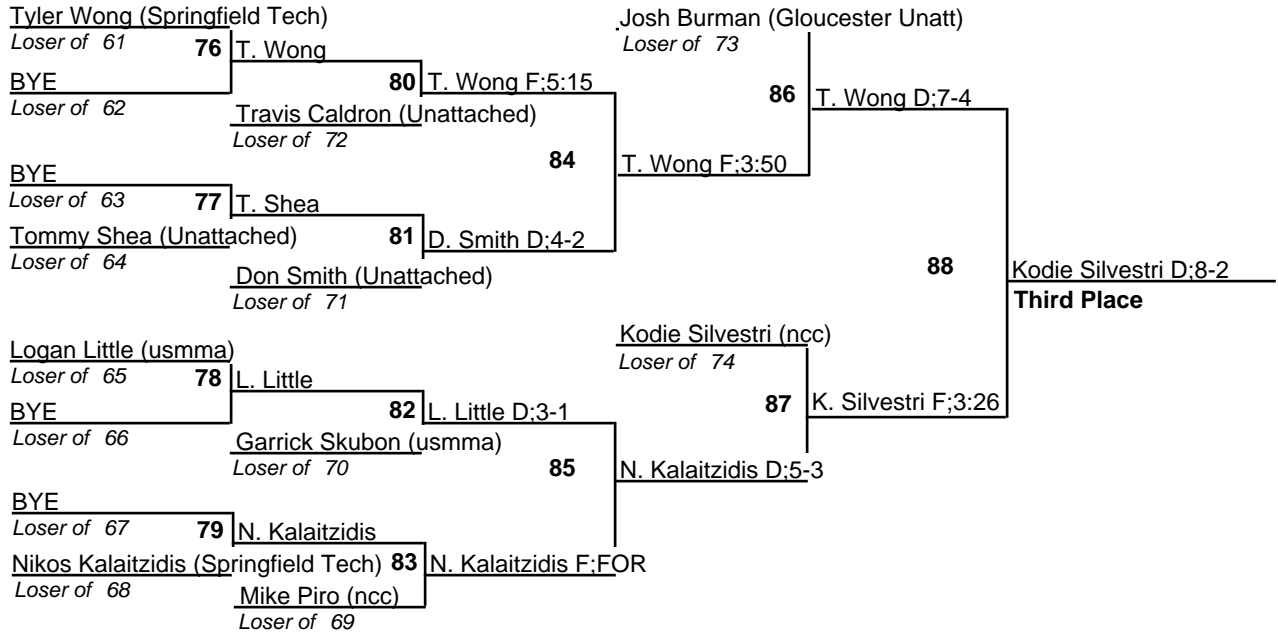 Tyler Wong (Springfield Tech)
Loser of 61
76
T. Wong
BYE
Loser of 62
80
T. Wong F;5:15
Travis Caldron (Unattached)
Loser of 72
84
BYE
Loser of 63
77
T. Shea
Tommy Shea (Unattached)
Loser of 64
81
D. Smith D;4-2
Don Smith (Unattached)
Loser of 71
Josh Burman (Gloucester Unatt)
Loser of 73
86
T. Wong D;7-4
T. Wong F;3:50
88
Kodie Silvestri D;8-2
Third Place
Logan Little (usmma)
Loser of 65
78
L. Little
BYE
Loser of 66
82
L. Little D;3-1
Garrick Skubon (usmma)
Loser of 70
85
BYE
Loser of 67
79
N. Kalaitzidis
Nikos Kalaitzidis (Springfield Tech)
Loser of 68
83
N. Kalaitzidis F;FOR
Mike Piro (ncc)
Loser of 69
Kodie Silvestri (ncc)
Loser of 74
87
K. Silvestri F;3:26
N. Kalaitzidis D;5-3